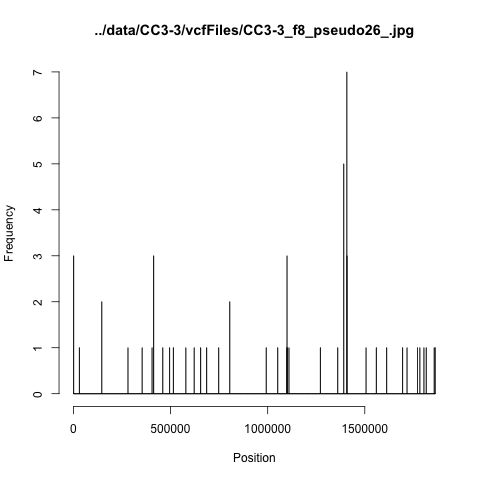 ../data/CC3-3/vcfFiles/CC3-3_f8_pseudo26_.jpg
7
6
5
4
3
2
1
0
Frequency
0 500000 1000000 1500000
Position